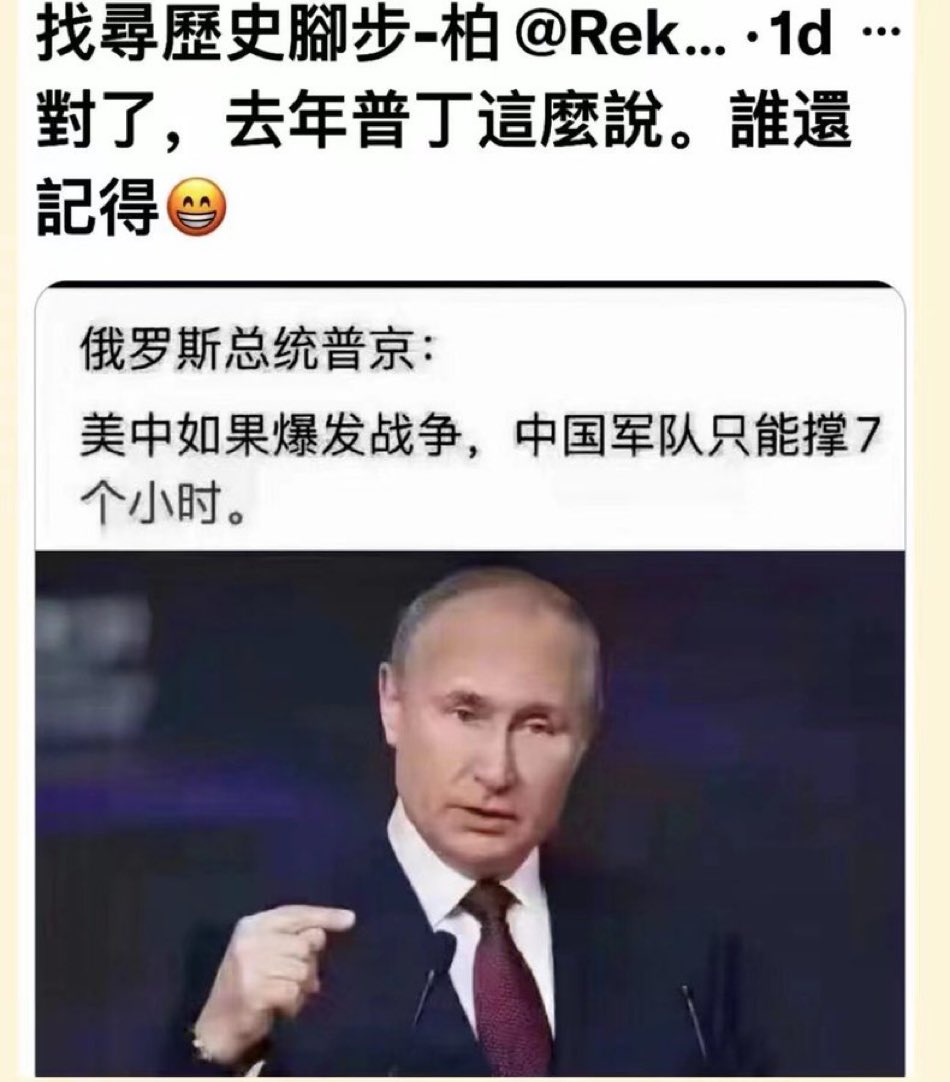 找尋歷史腳步-柏 @Rek... · 1d ···
對了，去年普丁這麼說。誰還
記得😁
俄罗斯总统普京：
美中如果爆发战争，中国军队只能撑7
个小时。